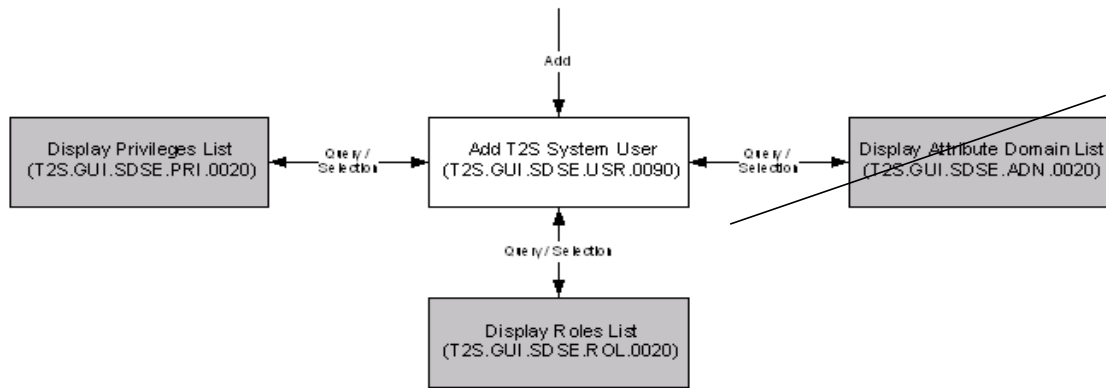 Add
Display Privileges List
(T2S.GUI.SDSE.PRI.0020)
Query /
Selection
Add T2S System User
(T2S.GUI.SDSE.USR.0090)
Query /
Selection
Display Attribute Domain List
(T2S.GUI.SDSE.ADN.0020)
Query / Selection
Display Roles List
(T2S.GUI.SDSE.ROL.0020)